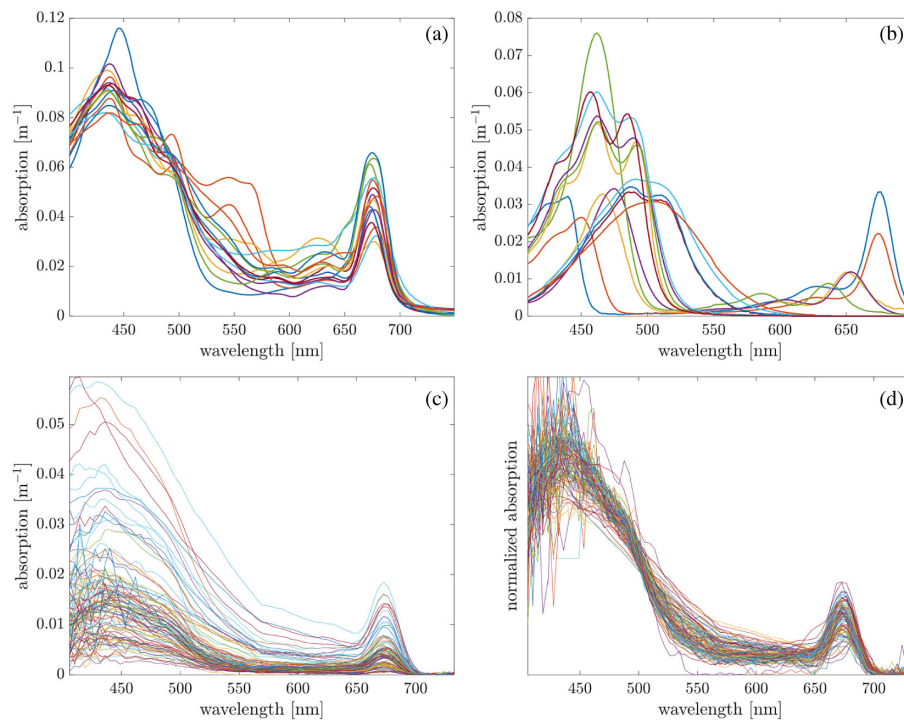 (a)
absorption [m⁻¹]
0.12
0.1
0.08
0.06
0.04
0.02
0
450 500 550 600 650 700
wavelength [nm]
(b)
absorption [m⁻¹]
0.08
0.07
0.06
0.05
0.04
0.03
0.02
0.01
0
450 500 550 600 650
wavelength [nm]
(c)
absorption [m⁻¹]
0.05
0.04
0.03
0.02
0.01
0
450 500 550 600 650 700
wavelength [nm]
(d)
normalized absorption
450 500 550 600 650 700
wavelength [nm]